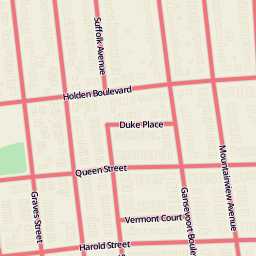 Suffolk Avenue
Holden Boulevard
Duke Place
Queen Street
Graves Street
Mountainview Avenue
Gansevoort Boule
Vermont Court
Harold Street